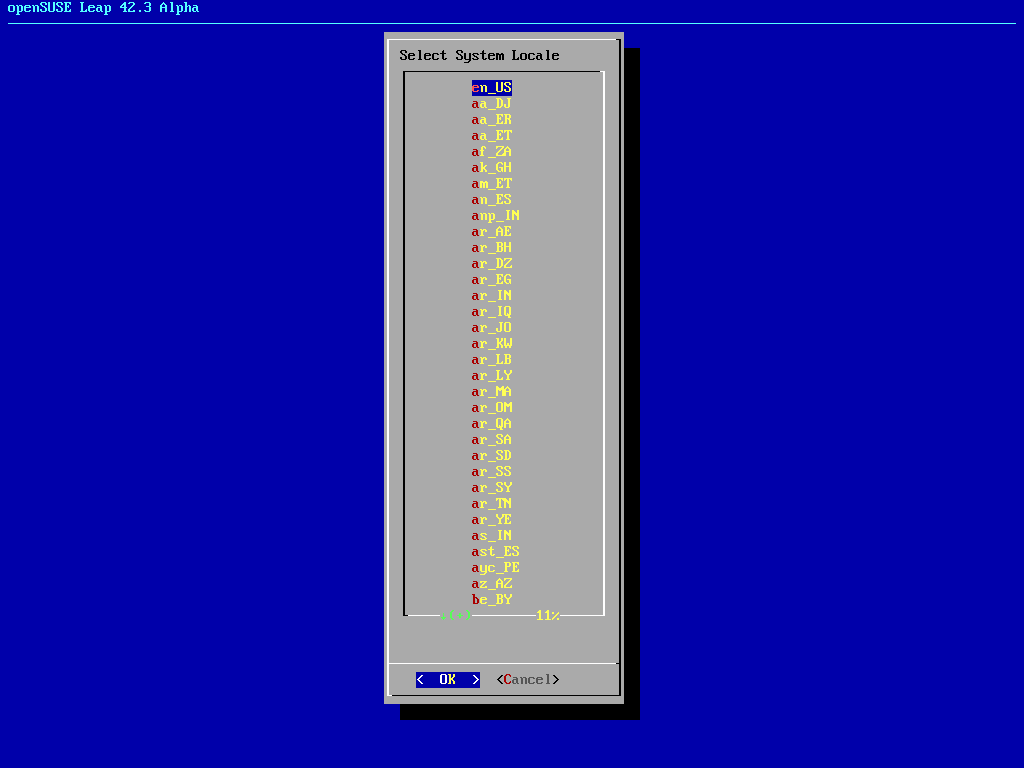 openSUSE Leap 42.3 Alpha
Select System Locale
en_US
aa_DJ
aa_ER
aa_ET
af_ZA
ak_GH
am_ET
an_ES
anp_IN
ar_AE
ar_BH
ar_DZ
ar_EG
ar_IN
ar_IQ
ar_JO
ar_KW
ar_LB
ar_LY
ar_MA
ar_OM
ar_QA
ar_SA
ar_SD
ar_SS
ar_SY
ar_TN
ar_YE
as_IN
ast_ES
ayc_PE
az_AZ
be_BY
.(+) 11%
< OK > <Cancel>